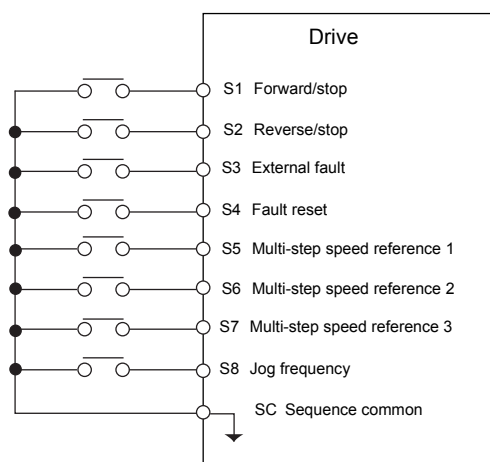 Drive
S1 Forward/stop
S2 Reverse/stop
S3 External fault
S4 Fault reset
S5 Multi-step speed reference 1
S6 Multi-step speed reference 2
S7 Multi-step speed reference 3
S8 Jog frequency
SC Sequence common